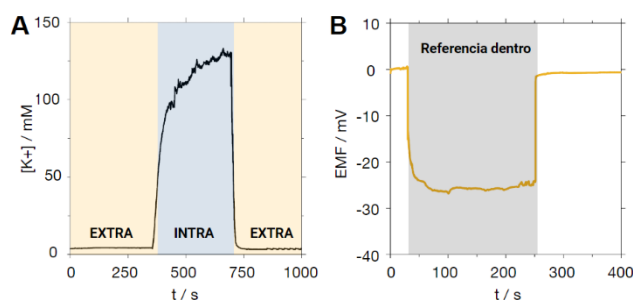 A
[K+] / mM
150
100
50
0
EXTRA
INTRA
EXTRA
0
250
500
750
1000
t / s
B
EMF / mV
10
0
-10
-20
-30
-40
Referencia dentro
0
100
200
300
400
t / s